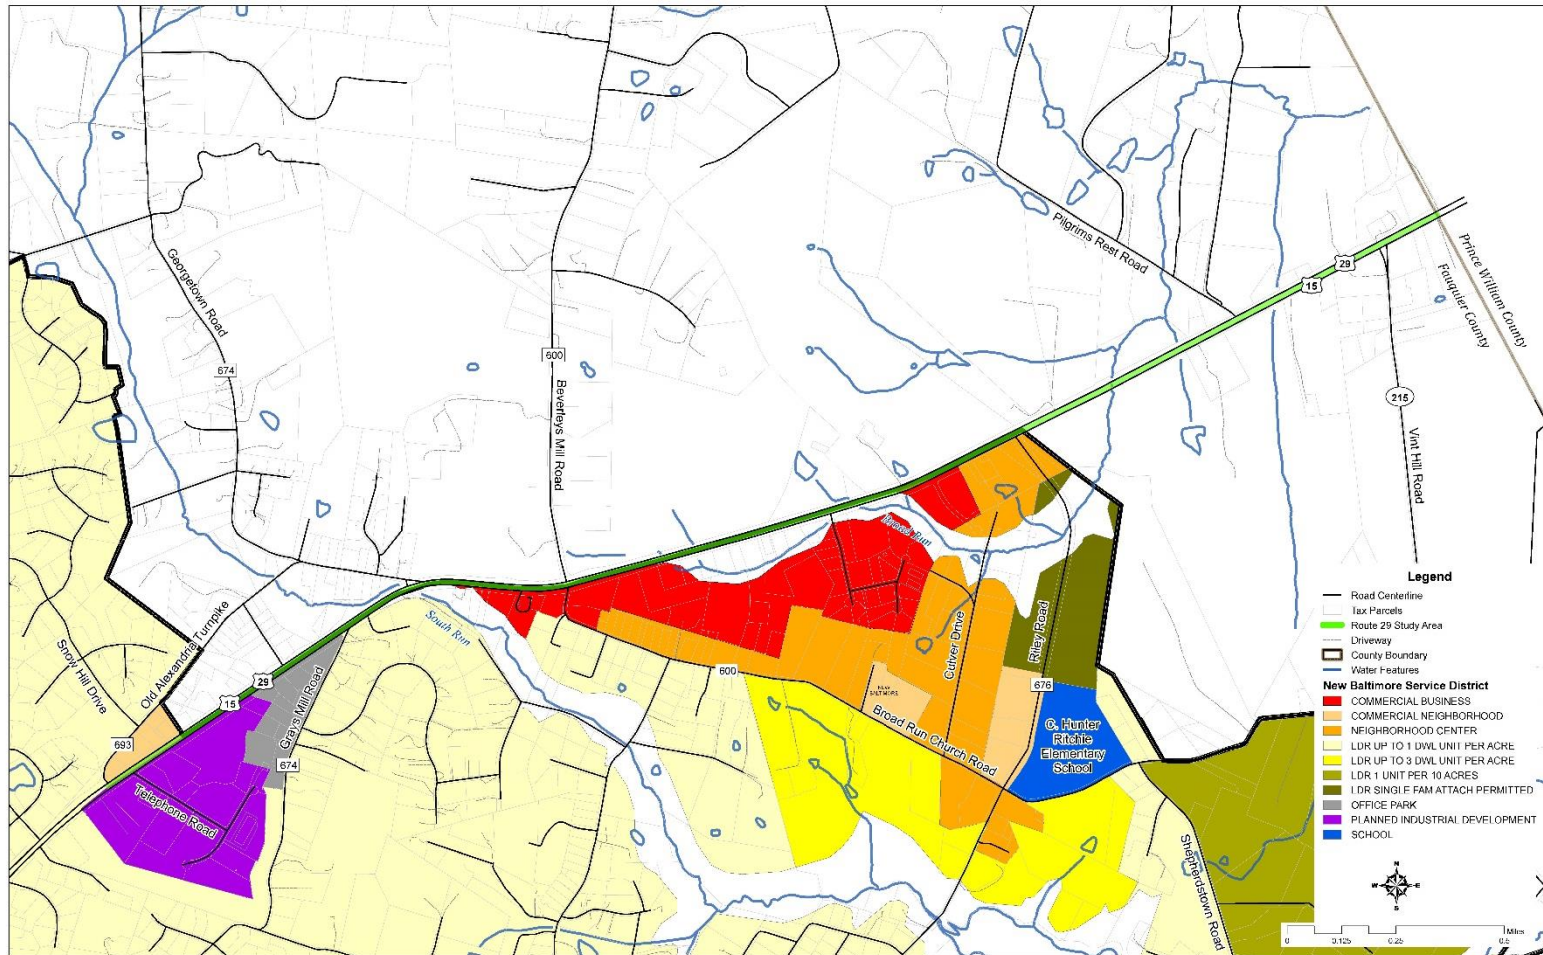 Pilgrims Rest Road
Prince William County
Fauquier County
29
15
Georgetown Road
674
600
Beverleys Mill Road
215
Vint Hill Road
Broad Run
South Run
Old Alexandria Turnpike
Snow Hill Drive
Culver Drive
Riley Road
600
676
NEW
BALTIMORE
Broad Run Church Road
C. Hunter
Ritchie
Elementary
School
29
15
Grays Mill Road
693
674
Telephone Road
Shepherdstown Road
Legend
Road Centerline
Tax Parcels
Route 29 Study Area
Driveway
County Boundary
Water Features
New Baltimore Service District
COMMERCIAL BUSINESS
COMMERCIAL NEIGHBORHOOD
NEIGHBORHOOD CENTER
LDR UP TO 1 DWL UNIT PER ACRE
LDR UP TO 3 DWL UNIT PER ACRE
LDR 1 UNIT PER 10 ACRES
LDR SINGLE FAM ATTACH PERMITTED
OFFICE PARK
PLANNED INDUSTRIAL DEVELOPMENT
SCHOOL
N
W E
S
Miles
0 0.125 0.25 0.5